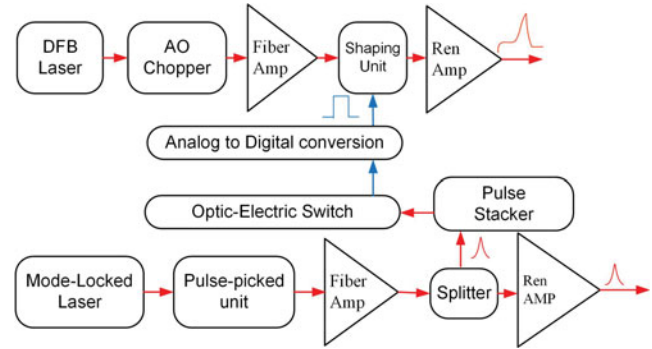 DFB
Laser
AO
Chopper
Fiber
Amp
Shaping
Unit
Ren
Amp
Analog to Digital conversion
Optic-Electric Switch
Pulse
Stacker
Mode-Locked
Laser
Pulse-picked
unit
Fiber
Amp
Splitter
Ren
AMP